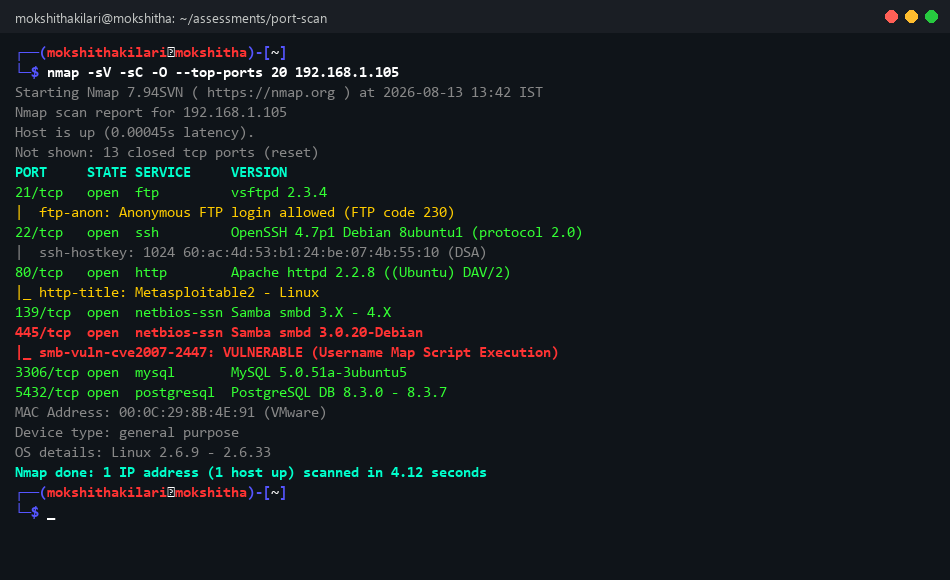 mokshithakilari@mokshitha: ~/assessments/port-scan
┌──(mokshithakilari⍰mokshitha)-[~]
└─$ nmap -sV -sC -O --top-ports 20 192.168.1.105
Starting Nmap 7.94SVN ( https://nmap.org ) at 2026-08-13 13:42 IST
Nmap scan report for 192.168.1.105
Host is up (0.00045s latency).
Not shown: 13 closed tcp ports (reset)
PORT     STATE SERVICE     VERSION
21/tcp   open  ftp         vsftpd 2.3.4
│  ftp-anon: Anonymous FTP login allowed (FTP code 230)
22/tcp   open  ssh         OpenSSH 4.7p1 Debian 8ubuntu1 (protocol 2.0)
│  ssh-hostkey: 1024 60:ac:4d:53:b1:24:be:07:4b:55:10 (DSA)
80/tcp   open  http        Apache httpd 2.2.8 ((Ubuntu) DAV/2)
│_ http-title: Metasploitable2 - Linux
139/tcp  open  netbios-ssn Samba smbd 3.X - 4.X
445/tcp  open  netbios-ssn Samba smbd 3.0.20-Debian
│_ smb-vuln-cve2007-2447: VULNERABLE (Username Map Script Execution)
3306/tcp open  mysql       MySQL 5.0.51a-3ubuntu5
5432/tcp open  postgresql  PostgreSQL DB 8.3.0 - 8.3.7
MAC Address: 00:0C:29:8B:4E:91 (VMware)
Device type: general purpose
OS details: Linux 2.6.9 - 2.6.33
Nmap done: 1 IP address (1 host up) scanned in 4.12 seconds
┌──(mokshithakilari⍰mokshitha)-[~]
└─$ _